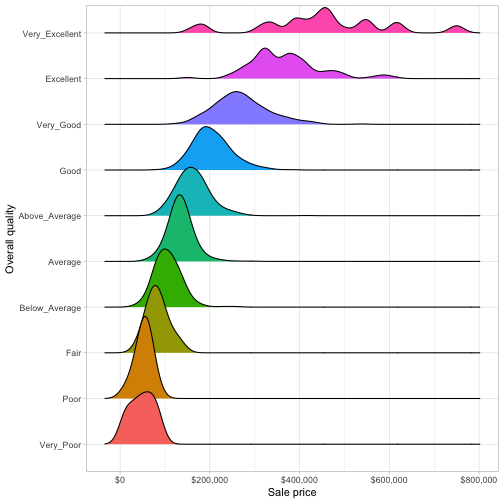 Overall quality
Very_Excellent
Excellent
Very_Good
Good
Above_Average
Average
Below_Average
Fair
Poor
Very_Poor
$0 $200,000 $400,000 $600,000 $800,000
Sale price